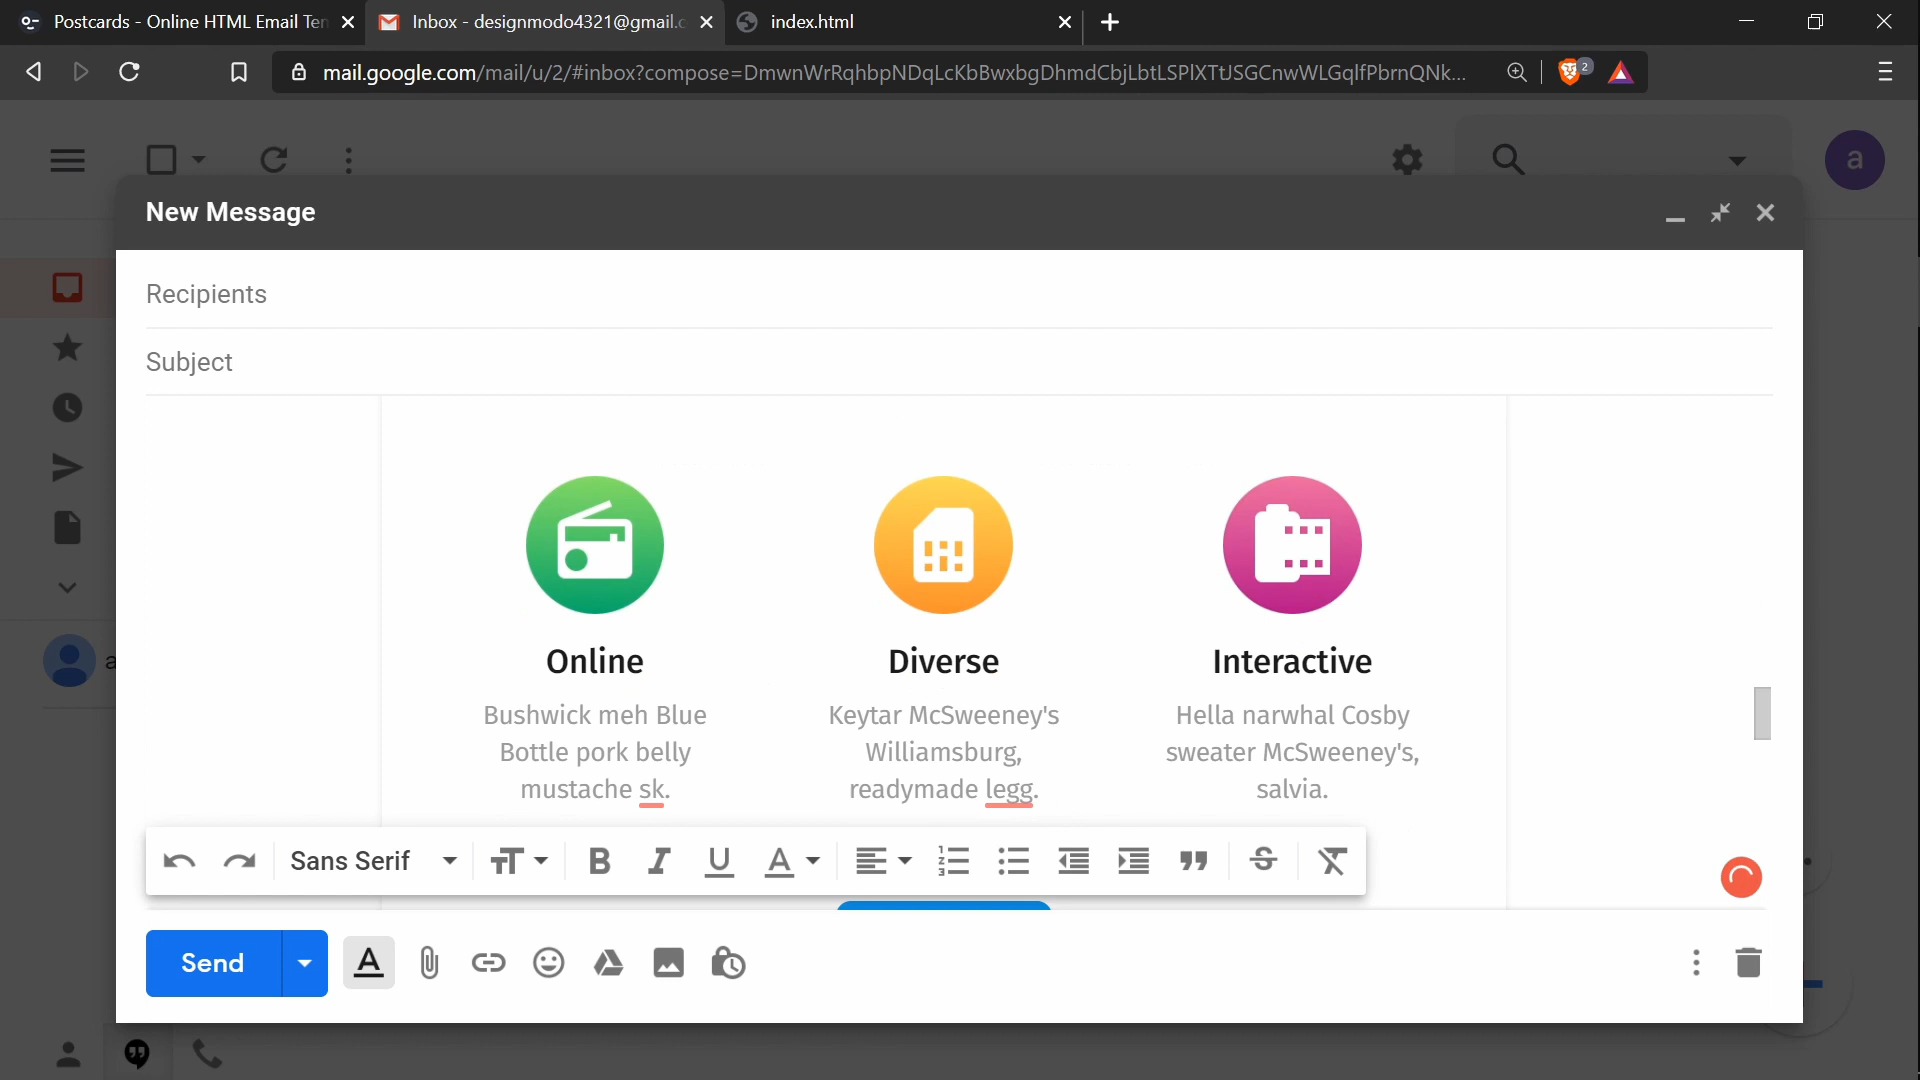 Postcards - Online HTML Email Ten
Inbox - designmodo4321@gmail.c
index.html
mail.google.com/mail/u/2/#inbox?compose=DmwnWrRqhbpNDqLcKbBwxbgDhmdCbjLbtLSPlXTtJSGCnwWLGqlfPbrnQNk...
2
a
New Message
Recipients
Subject
a
Online
Diverse
Interactive
Bushwick meh Blue
Bottle pork belly
mustache sk.
Keytar McSweeney's
Williamsburg,
readymade legg.
Hella narwhal Cosby
sweater McSweeney's,
salvia.
Sans Serif
Send